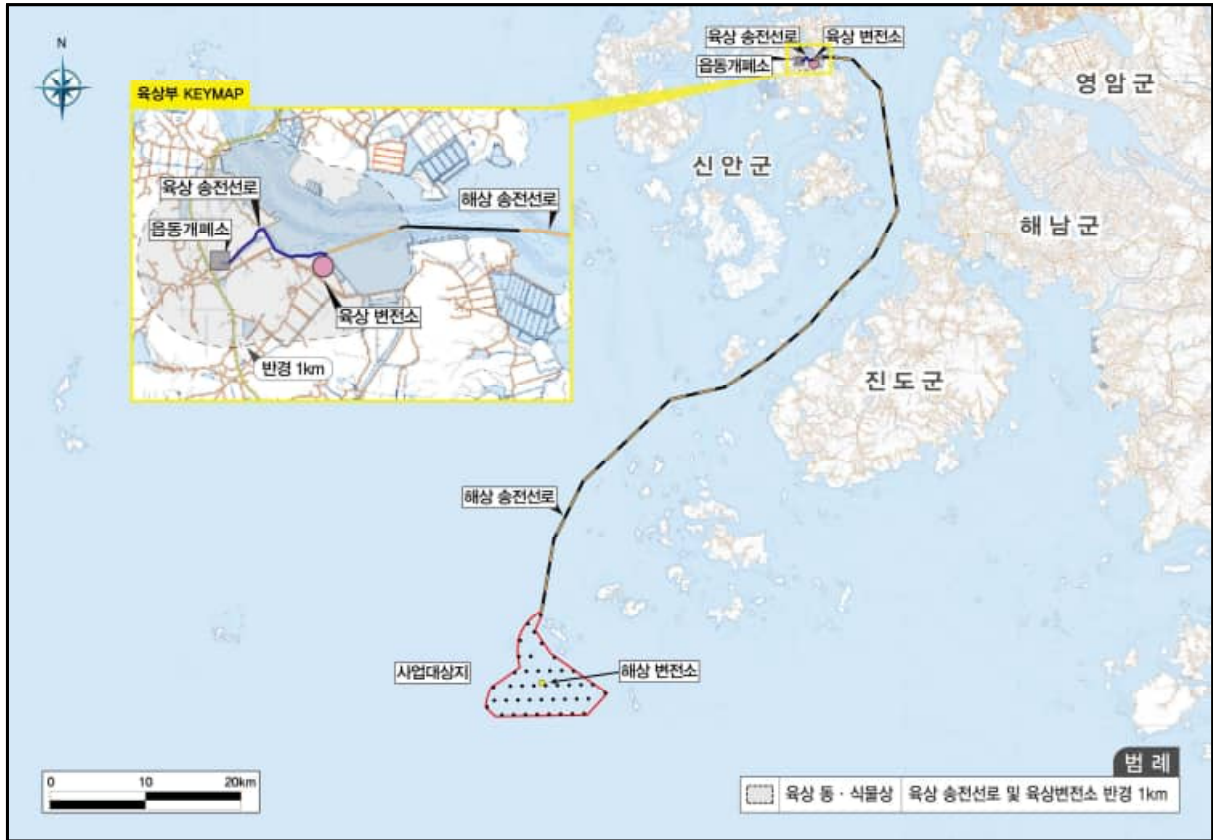 N
육상 송전선로
육상 변전소
읍동개폐소
영암군
육상부 KEYMAP
신안군
육상 송전선로
해상 송전선로
읍동개폐소
해남군
육상 변전소
반경 1km
진도군
해상 송전선로
사업대상지
해상 변전소
범 례
0 10 20km
육상 동·식물상 육상 송전선로 및 육상변전소 반경 1km